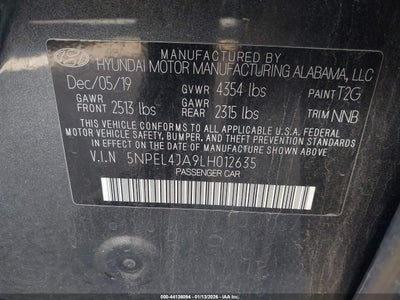 MANUFACTURED BY
HYUNDAI MOTOR MANUFACTURING ALABAMA, LLC
Dec/05/19 GVWR 4354 lbs PAINT T2G
GAWR FRONT 2513 lbs GAWR REAR 2315 lbs TRIM NNB
THIS VEHICLE CONFORMS TO ALL APPLICABLE U.S.A. FEDERAL
MOTOR VEHICLE SAFETY, BUMPER, AND THEFT PREVENTION
STANDARDS IN EFFECT ON THE DATE OF MANUFACTURE SHOWN ABOVE.
V.I.N 5NPEL4JA9LH012635
PASSENGER CAR
500 -44138094 - 01/13/2026 - IAA Inc.